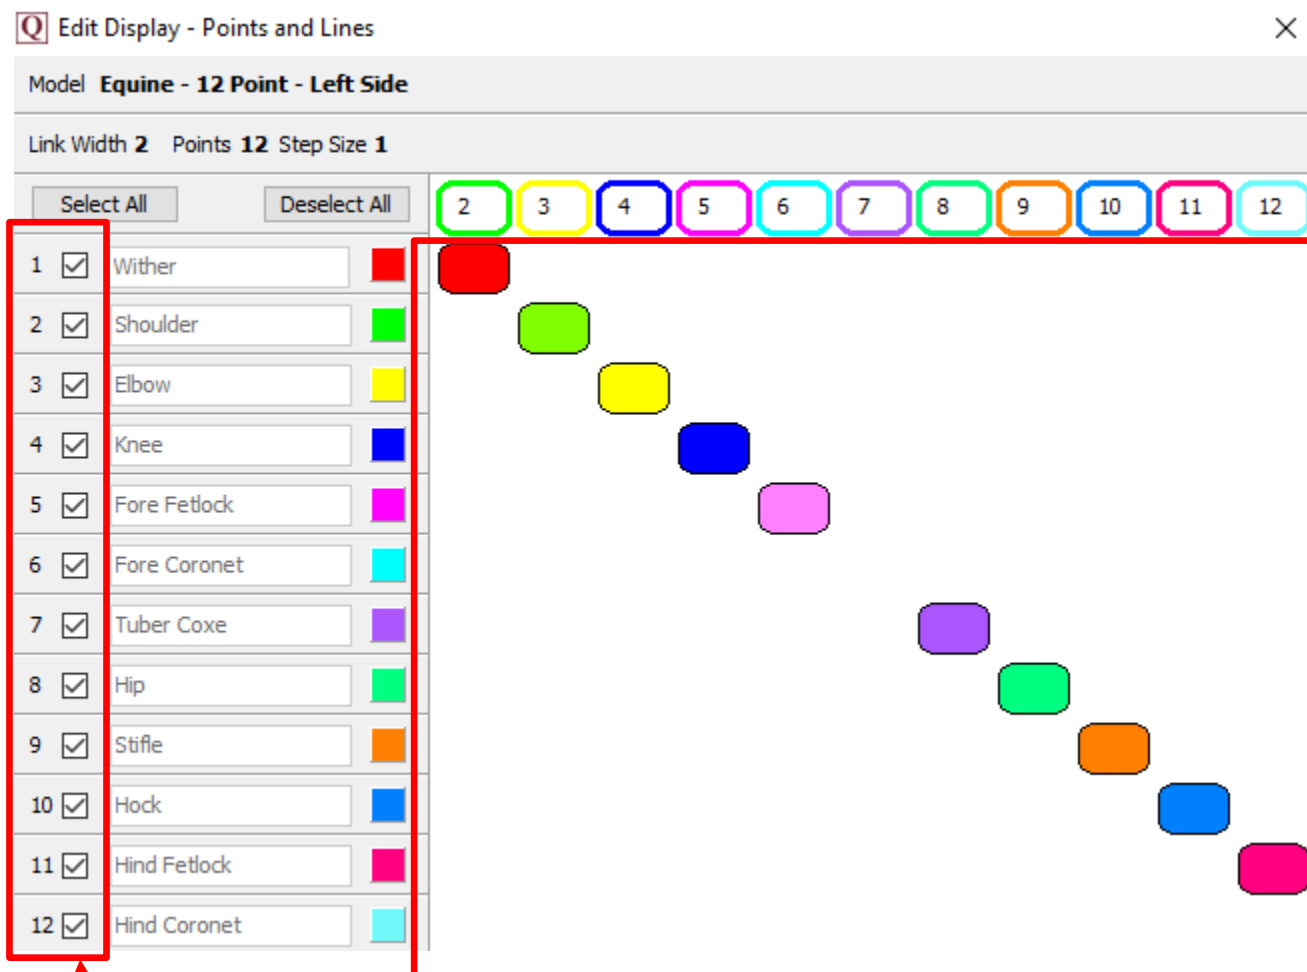 Q Edit Display - Points and Lines
Model Equine - 12 Point - Left Side
Link Width 2 Points 12 Step Size 1
Select All Deselect All 2 3 4 5 6 7 8 9 10 11 12
1 Wither
2 Shoulder
3 Elbow
4 Knee
5 Fore Fetlock
6 Fore Coronet
7 Tuber Coxe
8 Hip
9 Stifle
10 Hock
11 Hind Fetlock
12 Hind Coronet